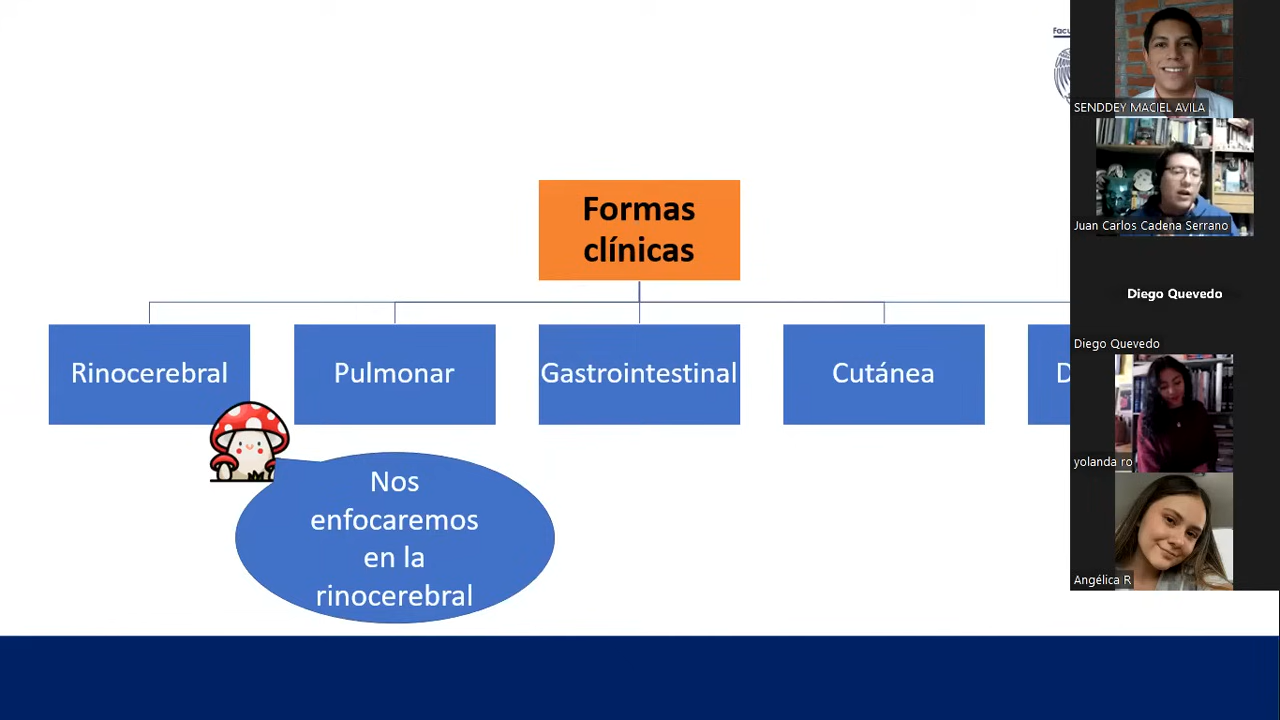 Facu
SENDDEY MACIEL AVILA
Juan Carlos Cadena Serrano
Diego Quevedo
Diego Quevedo
yolanda ro
Angélica R
Formas
clínicas
Rinocerebral
Pulmonar
Gastrointestinal
Cutánea
D
Nos
enfocaremos
en la
rinocerebral